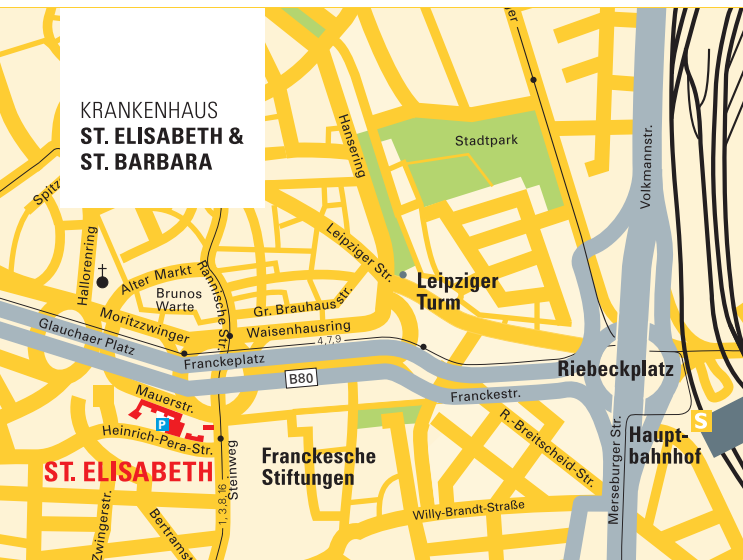 KRANKENHAUS
ST. ELISABETH &
ST. BARBARA
Hansering
Stadtpark
Volkmannstr.
Hallorenring
Alter Markt
Brunos
Warte
Rannische Str.
Leipziger Str.
Leipziger
Turm
Gr. Brauhausstr.
Moritzzwinger
Waisenhausring
Glauchaer Platz
4,7,9
Franckeplatz
B80
Riebeckplatz
Franckestr.
Mauerstr.
P
Heinrich-Pera-Str.
ST. ELISABETH
Steinweg
1, 3, 8, 16
Franckesche
Stiftungen
R.-Breitscheid-Str.
Merseburger Str.
S
Haupt-
bahnhof
Willy-Brandt-Straße
Zwingerstr.